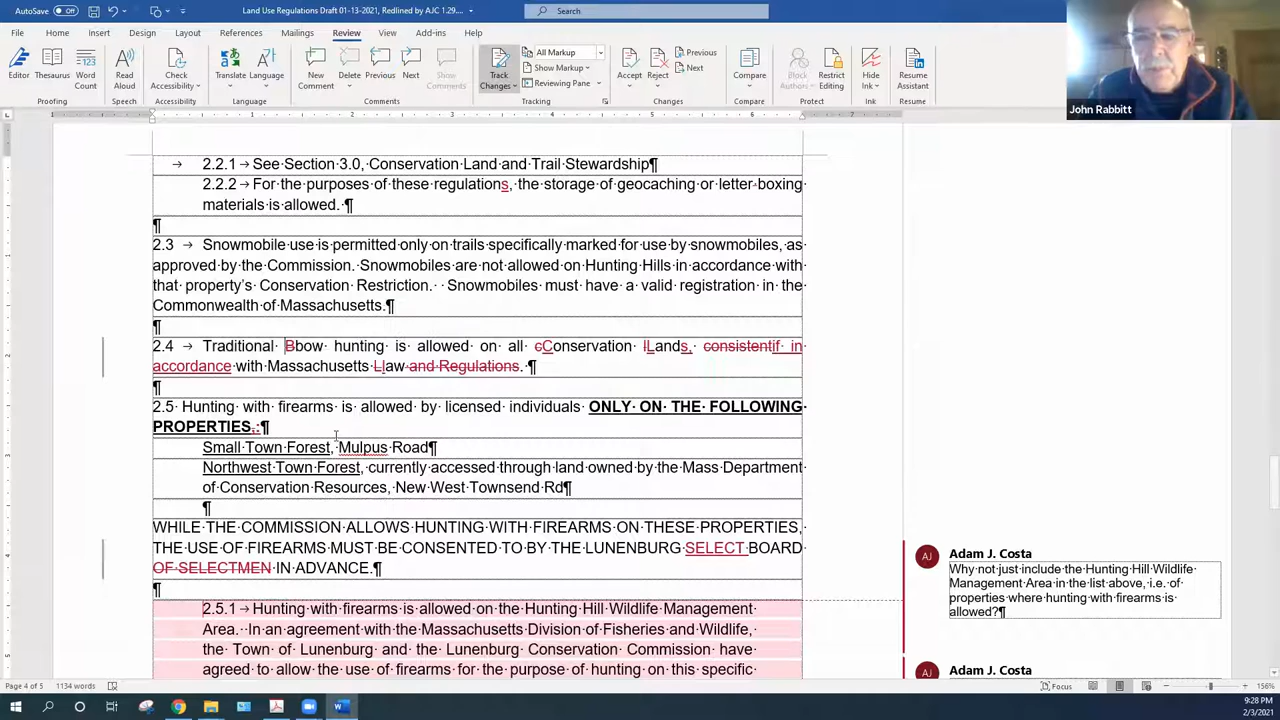 AutoSave Off Land Use Regulations Draft 01-13-2021, Redlined by AJC 1.29.... Search
File Home Insert Design Layout References Mailings Review View Add-ins Help
Editor Thesaurus Word Count Read Aloud Check Accessibility Translate Language New Comment Delete Previous Next Show Comments Track Changes All Markup Show Markup Reviewing Pane Accept Reject Previous Next Compare Block Authors Restrict Editing Hide Ink Resume Assistant
Proofing Speech Accessibility Language Comments Tracking Changes Compare Protect Ink Resume
John Rabbitt
→ 2.2.1→See·Section·3.0,·Conservation·Land·and·Trail·Stewardship¶
2.2.2→For·the·purposes·of·these·regulations,·the·storage·of·geocaching·or·letter·boxing·
materials·is·allowed.·¶
¶
2.3 → Snowmobile·use·is·permitted·only·on·trails·specifically·marked·for·use·by·snowmobiles,·as·
approved·by·the·Commission.·Snowmobiles·are·not·allowed·on·Hunting·Hills·in·accordance·with·
that·property's·Conservation·Restriction.··Snowmobiles·must·have·a·valid·registration·in·the·
Commonwealth·of·Massachusetts.¶
¶
2.4 → Traditional· Bbow· hunting· is· allowed· on· all· cConservation· lLands,· consistentif· in·
accordance·with·Massachusetts·Llaw·and·Regulations.·¶
¶
2.5· Hunting· with· firearms· is· allowed· by· licensed· individuals· ONLY· ON· THE· FOLLOWING·
PROPERTIES.:¶
Small·Town·Forest,·Mulpus·Road¶
Northwest·Town·Forest,·currently·accessed·through·land·owned·by·the·Mass·Department·
of·Conservation·Resources,·New·West·Townsend·Rd¶
¶
WHILE·THE·COMMISSION·ALLOWS·HUNTING·WITH·FIREARMS·ON·THESE·PROPERTIES,·
THE·USE·OF·FIREARMS·MUST·BE·CONSENTED·TO·BY·THE·LUNENBURG·SELECT·BOARD·
OF·SELECTMEN·IN·ADVANCE.¶
¶
2.5.1→Hunting·with·firearms·is·allowed·on·the·Hunting·Hill·Wildlife·Management·
Area.··In·an·agreement·with·the·Massachusetts·Division·of·Fisheries·and·Wildlife,·
the·Town·of·Lunenburg·and·the·Lunenburg·Conservation·Commission·have·
agreed·to·allow·the·use·of·firearms·for·the·purpose·of·hunting·on·this·specific·
AJ Adam J. Costa
Why·not·just·include·the·Hunting·Hill·Wildlife·
Management·Area·in·the·list·above,·i.e.·of·
properties·where·hunting·with·firearms·is·
allowed?¶
AJ Adam J. Costa
Page 4 of 5 1134 words Focus 156%
9:28 PM
2/3/2021